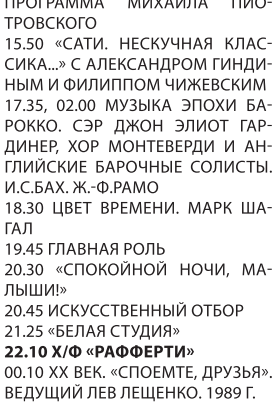 ПРОГРАММА МИХАИЛА ПИО-
ТРОВСКОГО
15.50 «САТИ. НЕСКУЧНАЯ КЛАС-
СИКА...» С АЛЕКСАНДРОМ ГИНДИ-
НЫМ И ФИЛИППОМ ЧИЖЕВСКИМ
17.35, 02.00 МУЗЫКА ЭПОХИ БА-
РОККО. СЭР ДЖОН ЭЛИОТ ГАР-
ДИНЕР, ХОР МОНТЕВЕРДИ И АН-
ГЛИЙСКИЕ БАРОЧНЫЕ СОЛИСТЫ.
И.С.БАХ. Ж.-Ф.РАМО
18.30 ЦВЕТ ВРЕМЕНИ. МАРК ША-
ГАЛ
19.45 ГЛАВНАЯ РОЛЬ
20.30 «СПОКОЙНОЙ НОЧИ, МА-
ЛЫШИ!»
20.45 ИСКУССТВЕННЫЙ ОТБОР
21.25 «БЕЛАЯ СТУДИЯ»
22.10 Х/Ф «РАФФЕРТИ»
00.10 ХХ ВЕК. «СПОЕМТЕ, ДРУЗЬЯ».
ВЕДУЩИЙ ЛЕВ ЛЕЩЕНКО. 1989 Г.